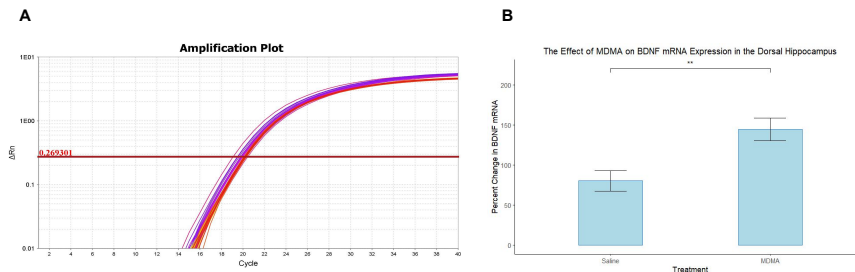 A
Amplification Plot
1E01
1E00
0.269301
0.1
0.01
ΔRn
2 4 6 8 10 12 14 16 18 20 22 24 26 28 30 32 34 36 38 40
Cycle
B
The Effect of MDMA on BDNF mRNA Expression in the Dorsal Hippocampus
**
200
150
100
50
0
Percent Change in BDNF mRNA
Saline MDMA
Treatment